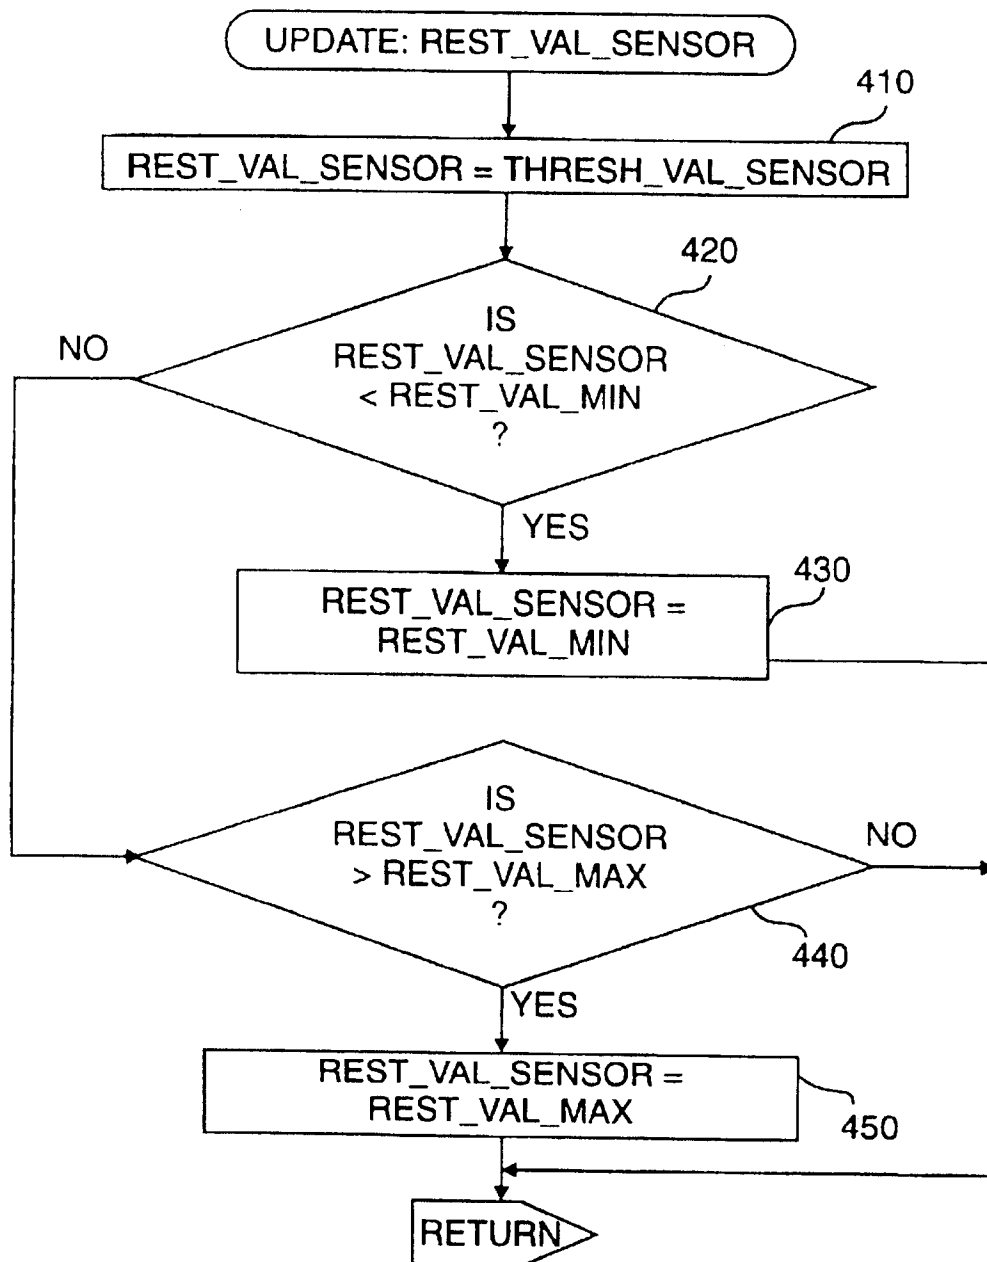 UPDATE: REST_VAL_SENSOR
410
REST_VAL_SENSOR = THRESH_VAL_SENSOR
420
IS
REST_VAL_SENSOR
< REST_VAL_MIN
?
NO
YES
430
REST_VAL_SENSOR =
REST_VAL_MIN
IS
REST_VAL_SENSOR
> REST_VAL_MAX
?
NO
440
YES
REST_VAL_SENSOR =
REST_VAL_MAX
450
RETURN